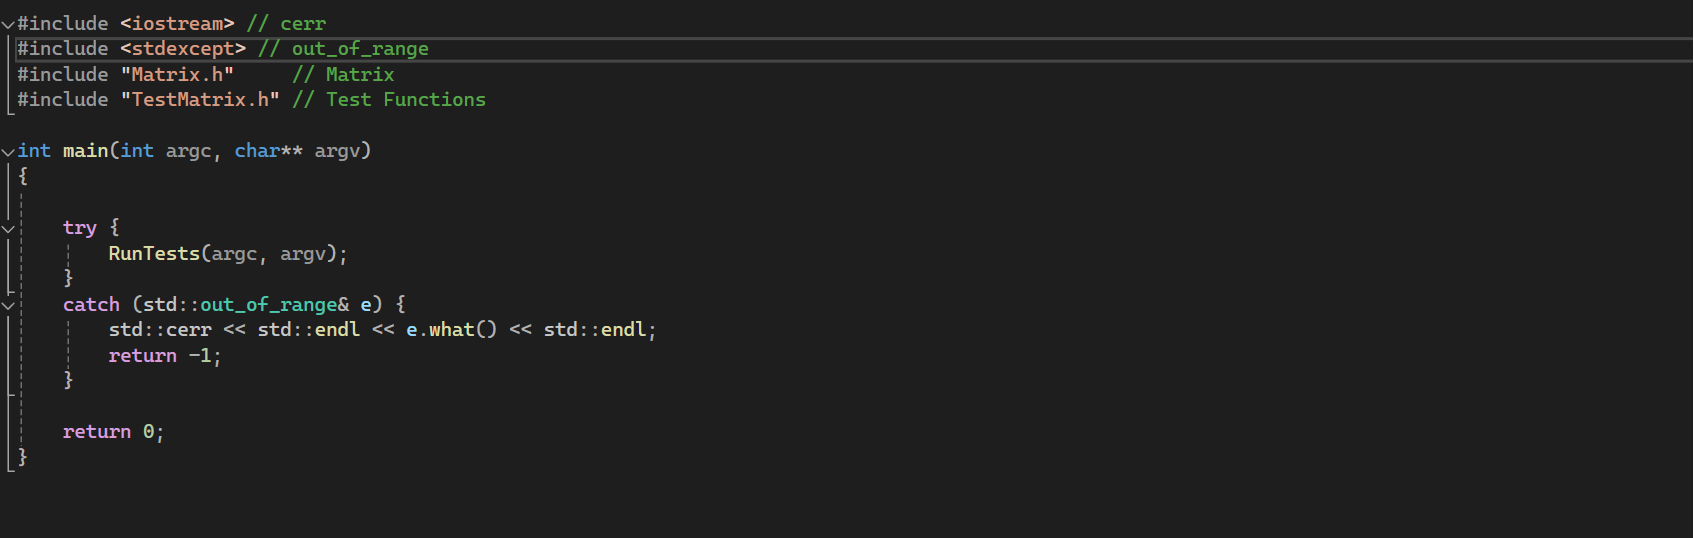 #include <iostream> // cerr
#include <stdexcept> // out_of_range
#include "Matrix.h"     // Matrix
#include "TestMatrix.h" // Test Functions
int main(int argc, char** argv)
{
    try {
        RunTests(argc, argv);
    }
    catch (std::out_of_range& e) {
        std::cerr << std::endl << e.what() << std::endl;
        return -1;
    }
    return 0;
}